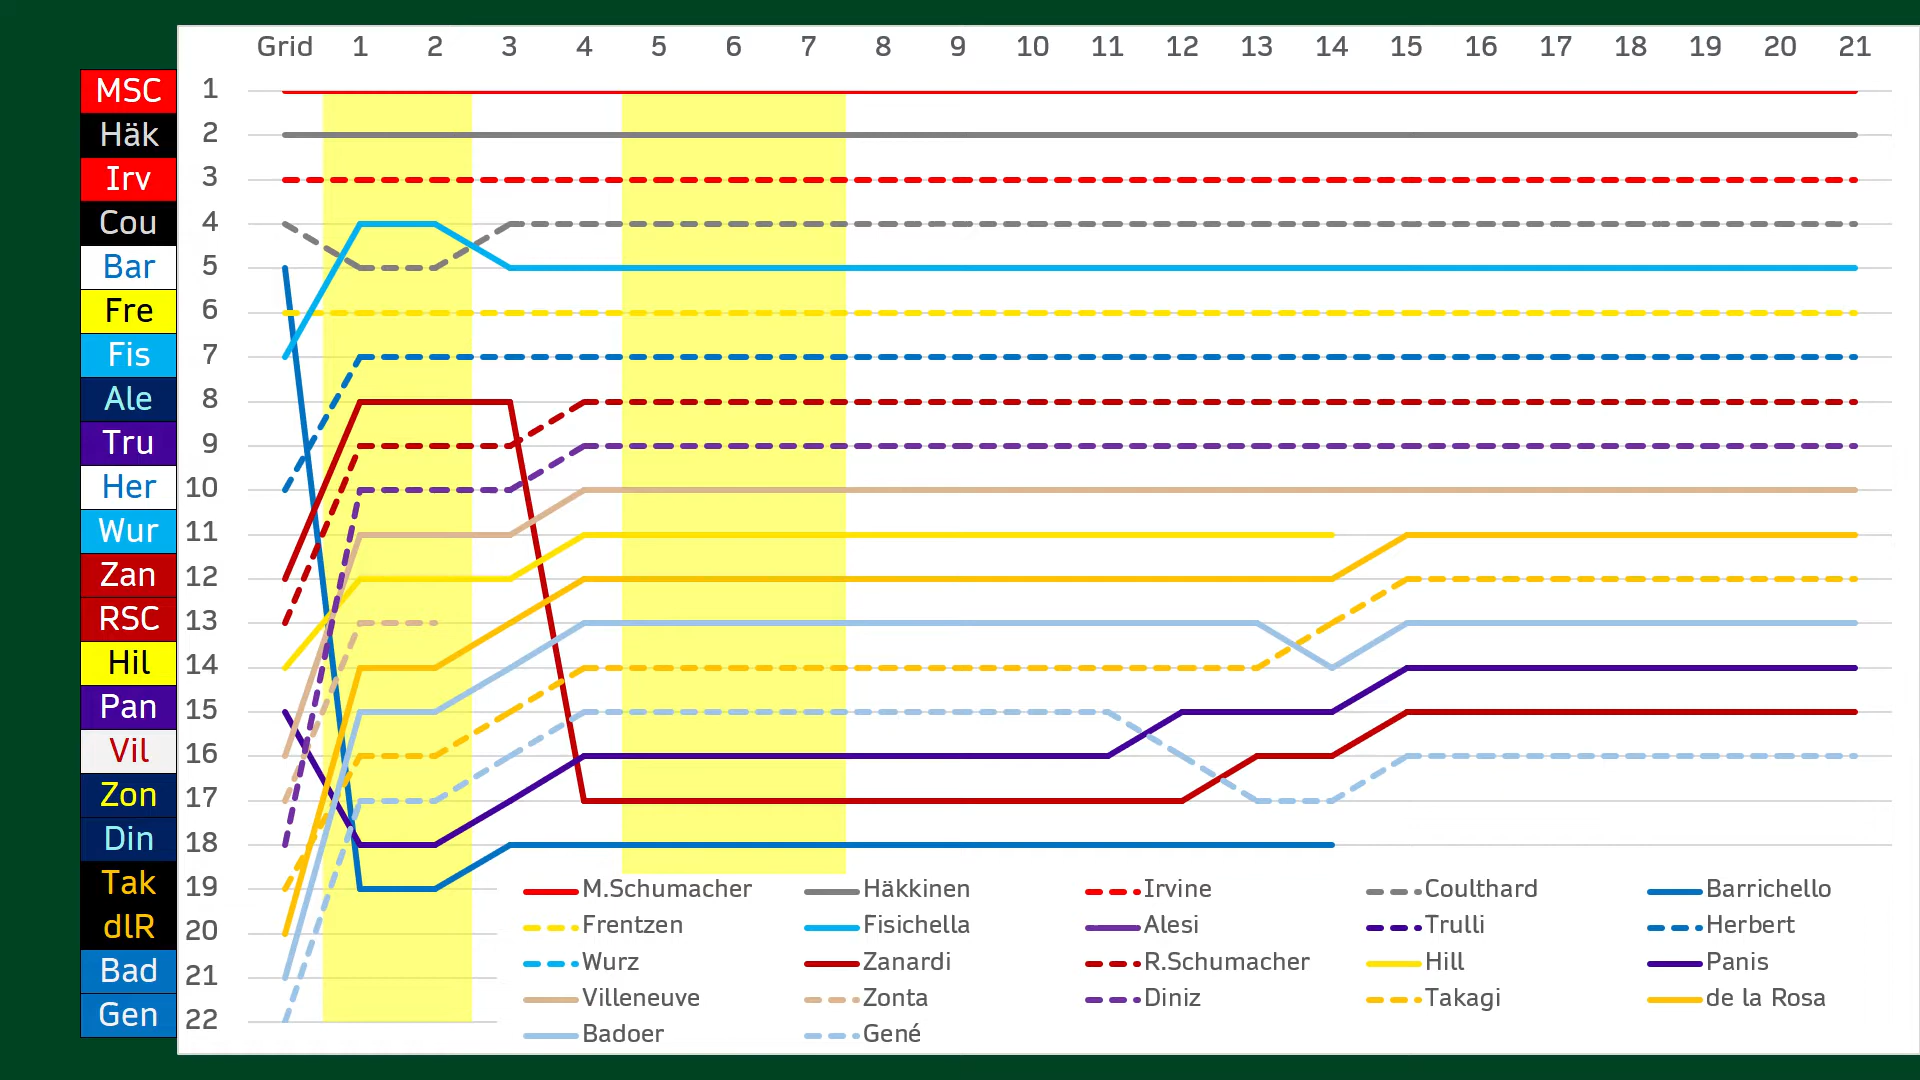 Grid 1 2 3 4 5 6 7 8 9 10 11 12 13 14 15 16 17 18 19 20 21
MSC 1
Häk 2
Irv 3
Cou 4
Bar 5
Fre 6
Fis 7
Ale 8
Tru 9
Her 10
Wur 11
Zan 12
RSC 13
Hil 14
Pan 15
Vil 16
Zon 17
Din 18
Tak 19
dlR 20
Bad 21
Gen 22
M.Schumacher Häkkinen Irvine Coulthard Barrichello
Frentzen Fisichella Alesi Trulli Herbert
Wurz Zanardi R.Schumacher Hill Panis
Villeneuve Zonta Diniz Takagi de la Rosa
Badoer Gené